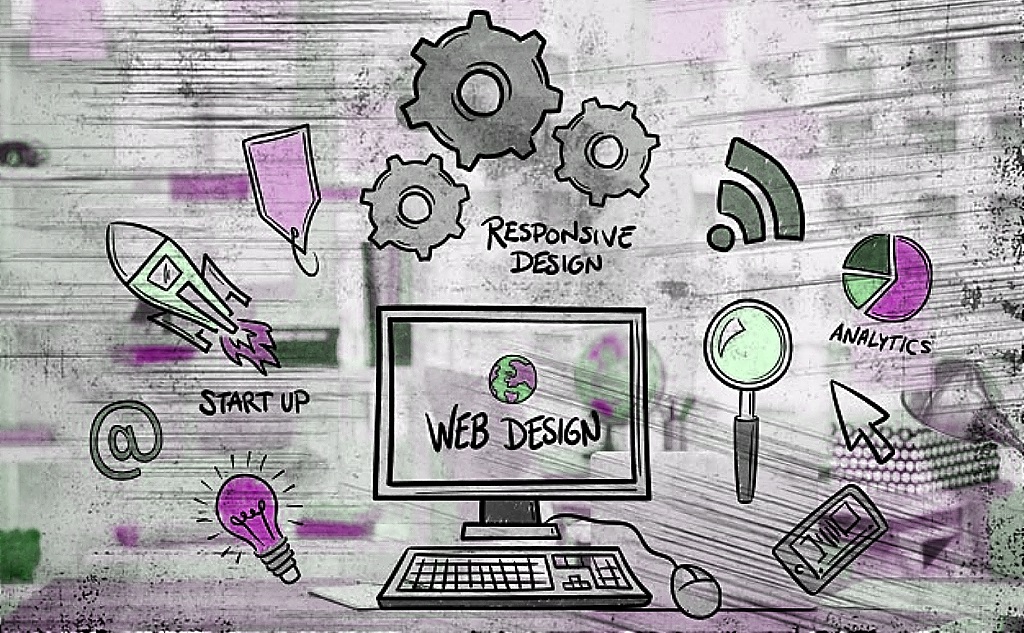 RESPONSIVE
DESIGN
ANALYTICS
START UP
@
WEB DESIGN